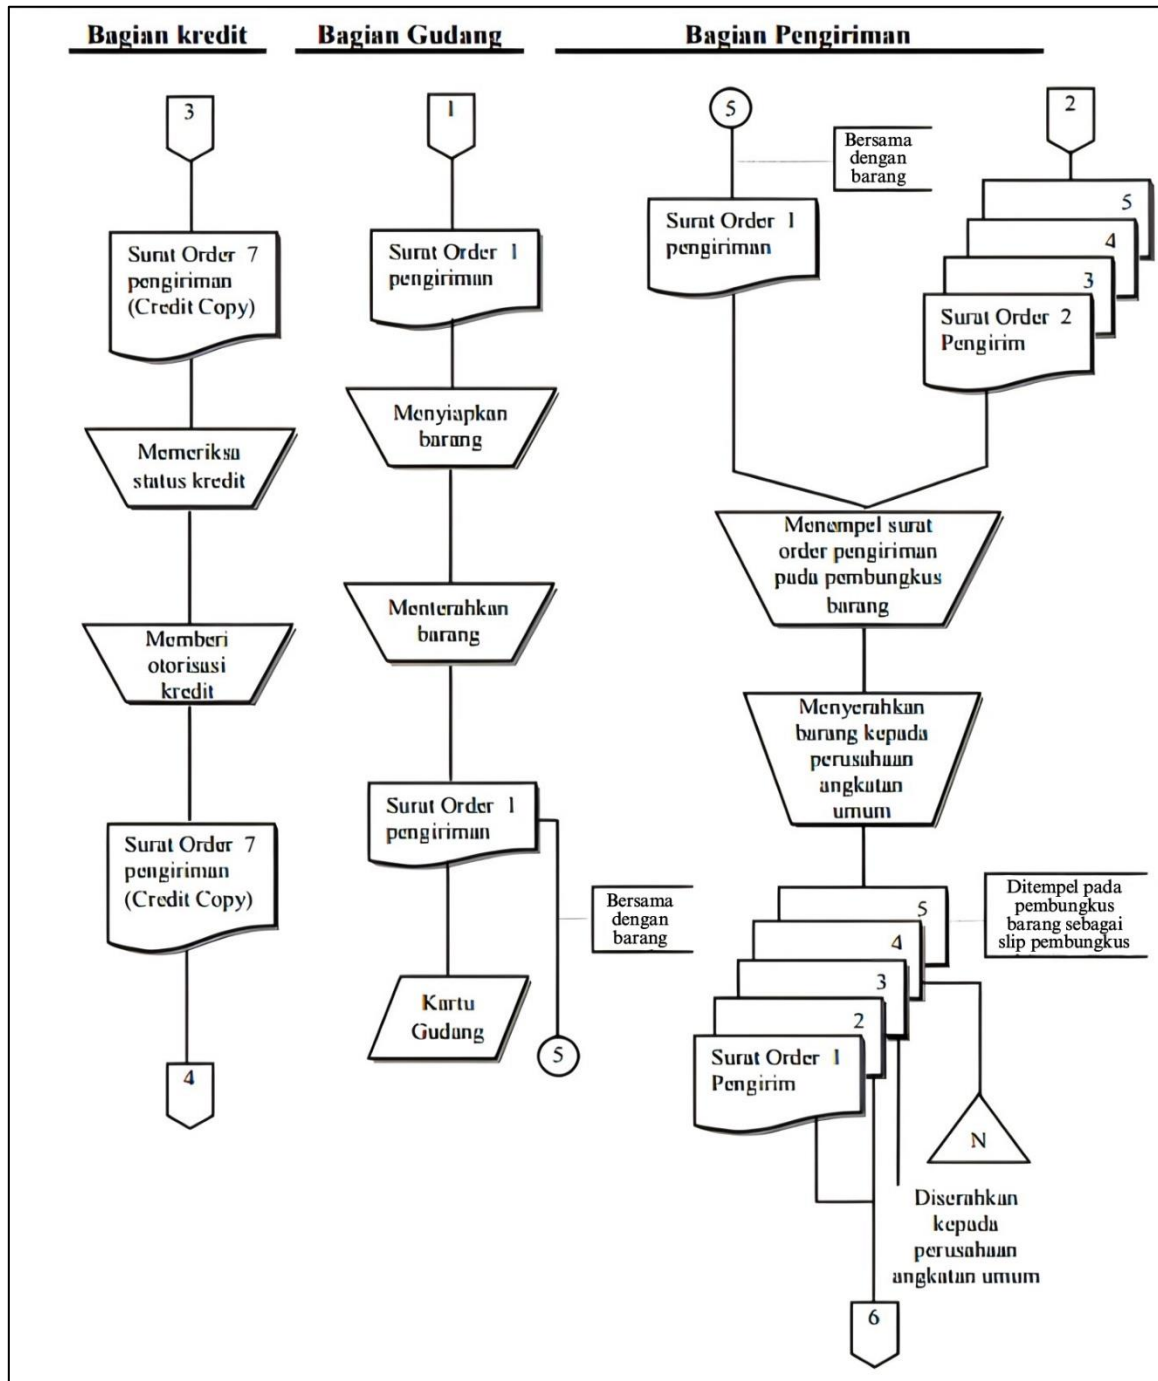 Bagian kredit
3
Surat Order 7
pengiriman
(Credit Copy)
Memeriksa
status kredit
Memberi
otorisasi
kredit
Surat Order 7
pengiriman
(Credit Copy)
4
Bagian Gudang
1
Surat Order 1
pengiriman
Menyiapkan
barang
Menterahkan
barang
Surat Order 1
pengiriman
Bersama
dengan
barang
Kartu
Gudang
5
Bagian Pengiriman
5
Bersama
dengan
barang
Surat Order 1
pengiriman
2
5
4
3
Surat Order 2
Pengirim
Menempel surat
order pengiriman
pada pembungkus
barang
Menyerahkan
barang kepada
perusahaan
angkatan
umum
5
4
3
2
Surat Order 1
Pengirim
Ditempel pada
pembungkus
barang sebagai
slip pembungkus
N
Diserahkan
kepada
perusahaan
angkatan umum
6